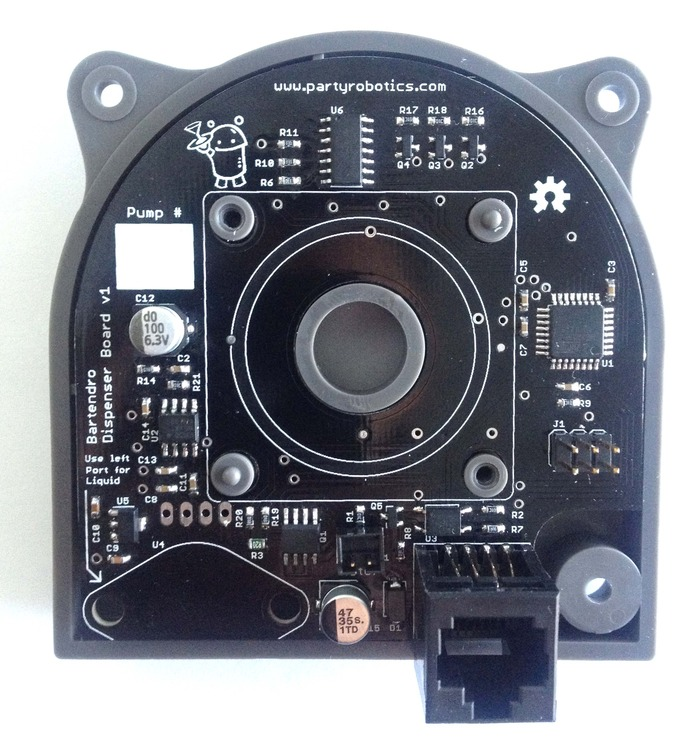 www.partyrobotics.com
U6
R17 R18 R16
R11
R10
R6
Q4 Q3 Q2
Pump #
C5
C3
C12
d0
100
6.3V
C7
U1
C2
R14
R21
C6
R9
Bartendro
Dispenser Board v1
C14
U2
J1
Use left
Port for
Liquid
C13
C11
C8
U5
C10
C9
U4
R20
R19
R3
Q1
R1
Q5
R8
U3
R2
R7
47
35s.
1TD
D1